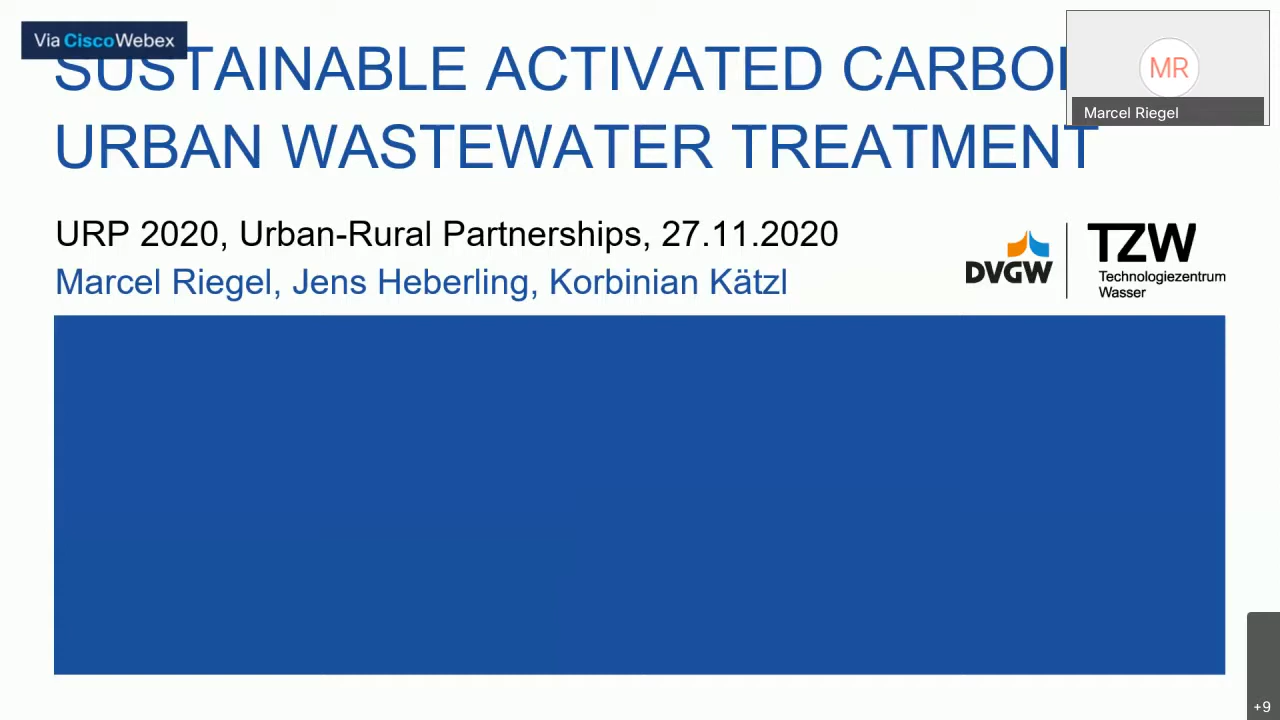 Via CiscoWebex
SUSTAINABLE ACTIVATED CARBON
URBAN WASTEWATER TREATMENT
MR
Marcel Riegel
URP 2020, Urban-Rural Partnerships, 27.11.2020
Marcel Riegel, Jens Heberling, Korbinian Kätzl
DVGW
TZW
Technologiezentrum
Wasser
+9